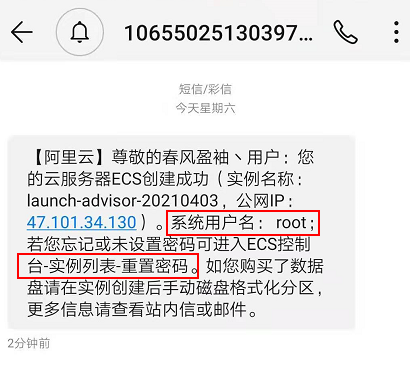 10655025130397...
短信/彩信
今天星期六
【阿里云】尊敬的春风盈袖丶用户：您
的云服务器ECS创建成功（实例名称：
launch-advisor-20210403，公网IP：
47.101.34.130）。系统用户名：root；
若您忘记或未设置密码可进入ECS控制
台-实例列表-重置密码。如您购买了数据
盘请在实例创建后手动磁盘格式化分区，
更多信息请查看站内信或邮件。
2分钟前